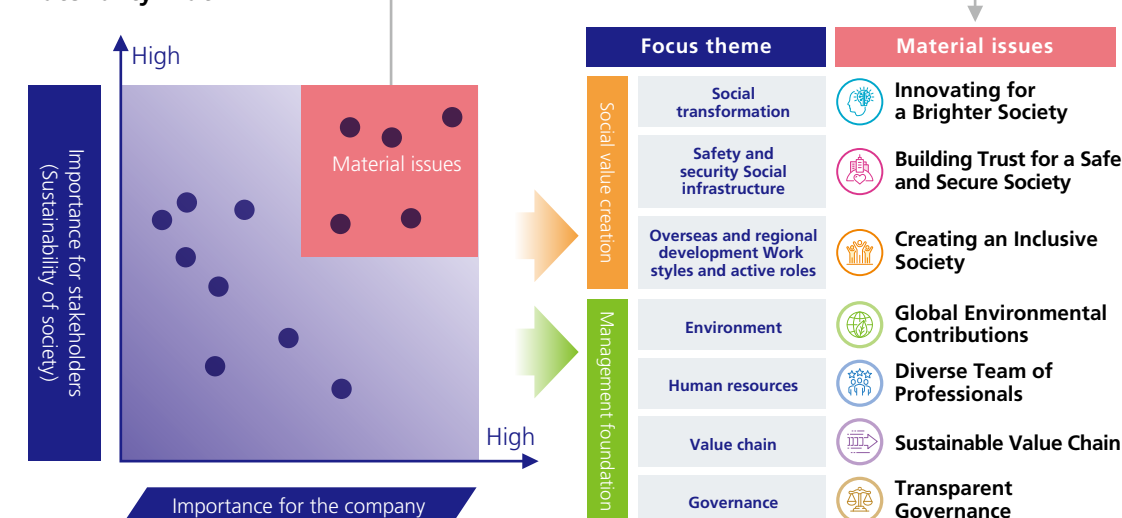 High
Importance for stakeholders
(Sustainability of society)
Material issues
High
Importance for the company
Focus theme
Material issues
Social value creation
Social
transformation
Innovating for
a Brighter Society
Safety and
security Social
infrastructure
Building Trust for a Safe
and Secure Society
Overseas and regional
development Work
styles and active roles
Creating an Inclusive
Society
Management foundation
Environment
Global Environmental
Contributions
Human resources
Diverse Team of
Professionals
Value chain
Sustainable Value Chain
Governance
Transparent
Governance